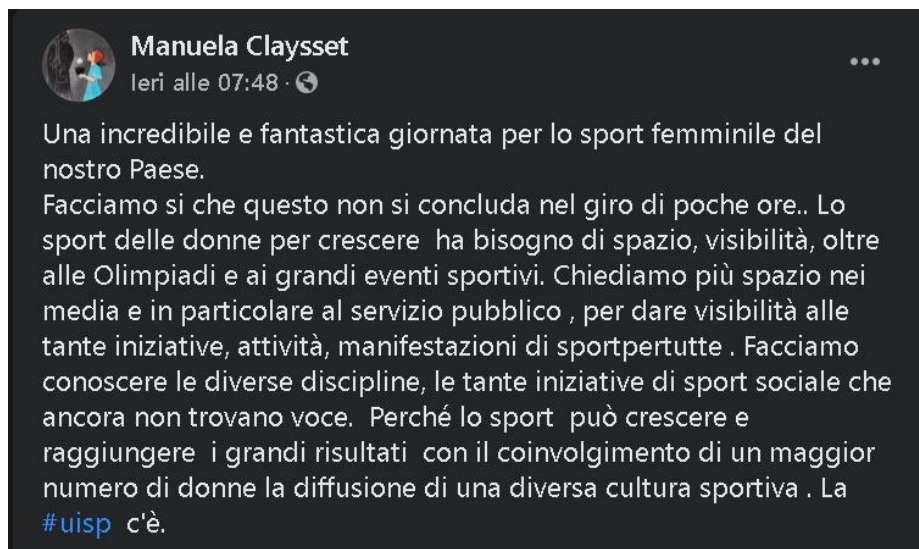 Manuela Claysset
Ieri alle 07:48 ·
Una incredibile e fantastica giornata per lo sport femminile del
nostro Paese.
Facciamo si che questo non si concluda nel giro di poche ore.. Lo
sport delle donne per crescere  ha bisogno di spazio, visibilità, oltre
alle Olimpiadi e ai grandi eventi sportivi. Chiediamo più spazio nei
media e in particolare al servizio pubblico , per dare visibilità alle
tante iniziative, attività, manifestazioni di sportpertutte . Facciamo
conoscere le diverse discipline, le tante iniziative di sport sociale che
ancora non trovano voce.  Perché lo sport  può crescere e
raggiungere  i grandi risultati  con il coinvolgimento di un maggior
numero di donne la diffusione di una diversa cultura sportiva . La
#uisp  c'è.